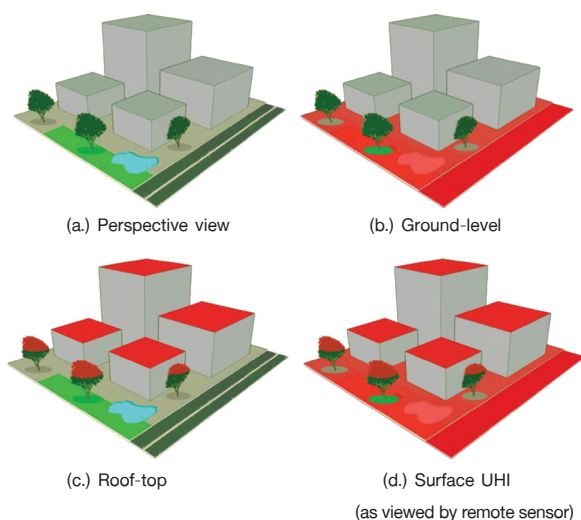 (a.) Perspective view
(b.) Ground-level
(c.) Roof-top
(d.) Surface UHI
(as viewed by remote sensor)